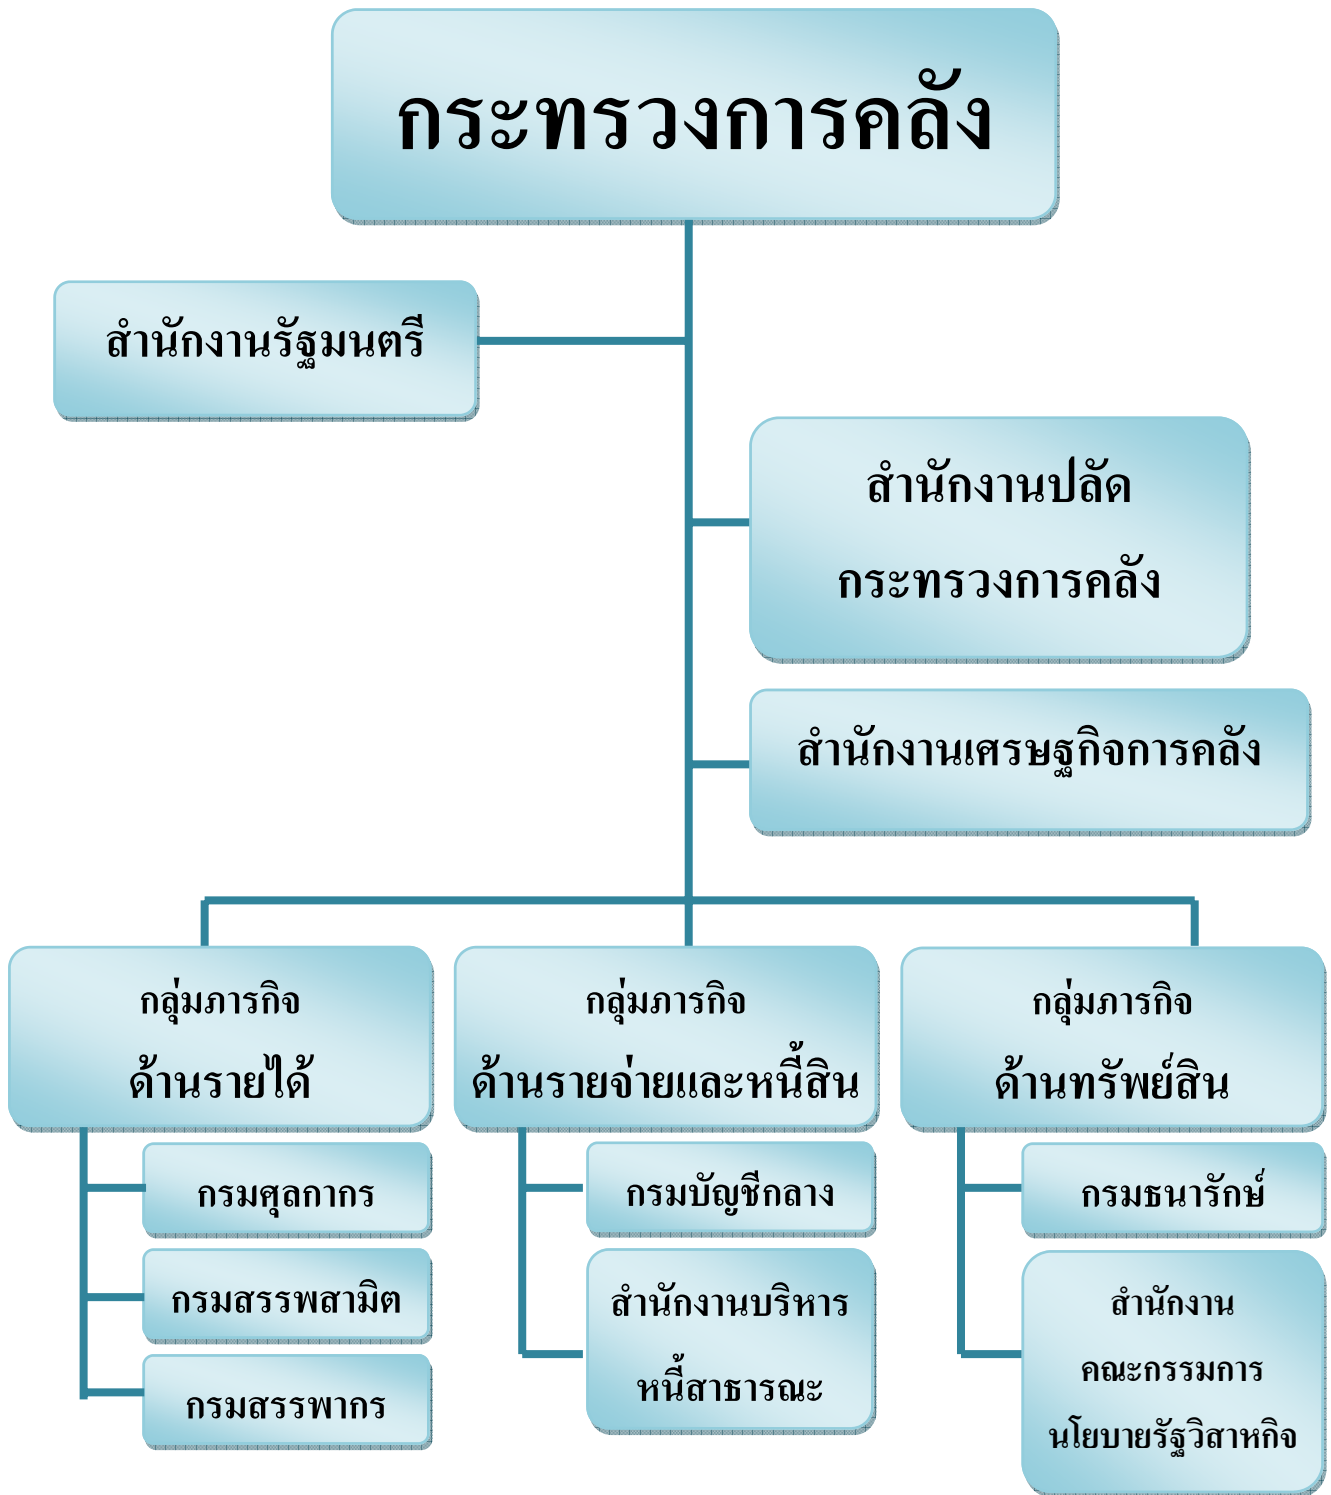 กระทรวงการคลัง
สำนักงานรัฐมนตรี
สำนักงานปลัด
กระทรวงการคลัง
สำนักงานเศรษฐกิจการคลัง
กลุ่มภารกิจ
ด้านรายได้
กรมศุลกากร
กรมสรรพสามิต
กรมสรรพากร
กลุ่มภารกิจ
ด้านรายจ่ายและหนี้สิน
กรมบัญชีกลาง
สำนักงานบริหาร
หนี้สาธารณะ
กลุ่มภารกิจ
ด้านทรัพย์สิน
กรมธนารักษ์
สำนักงาน
คณะกรรมการ
นโยบายรัฐวิสาหกิจ